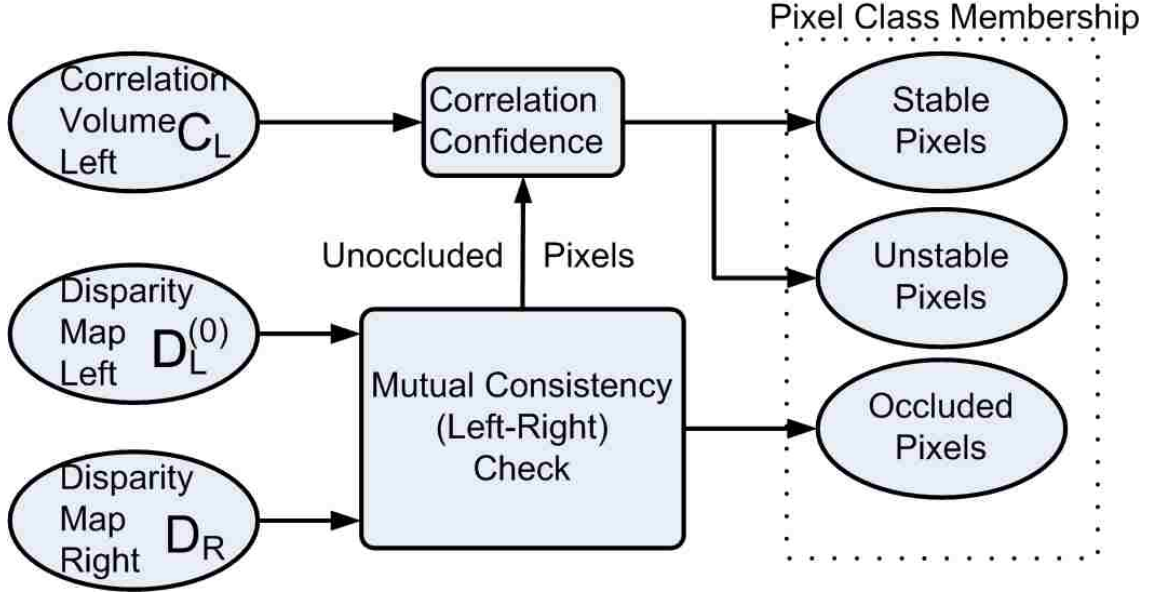 Pixel Class Membership
Correlation
Volume C_L
Left
Correlation
Confidence
Stable
Pixels
Unoccluded Pixels
Unstable
Pixels
Disparity
Map D_L^(0)
Left
Mutual Consistency
(Left-Right)
Check
Occluded
Pixels
Disparity
Map D_R
Right